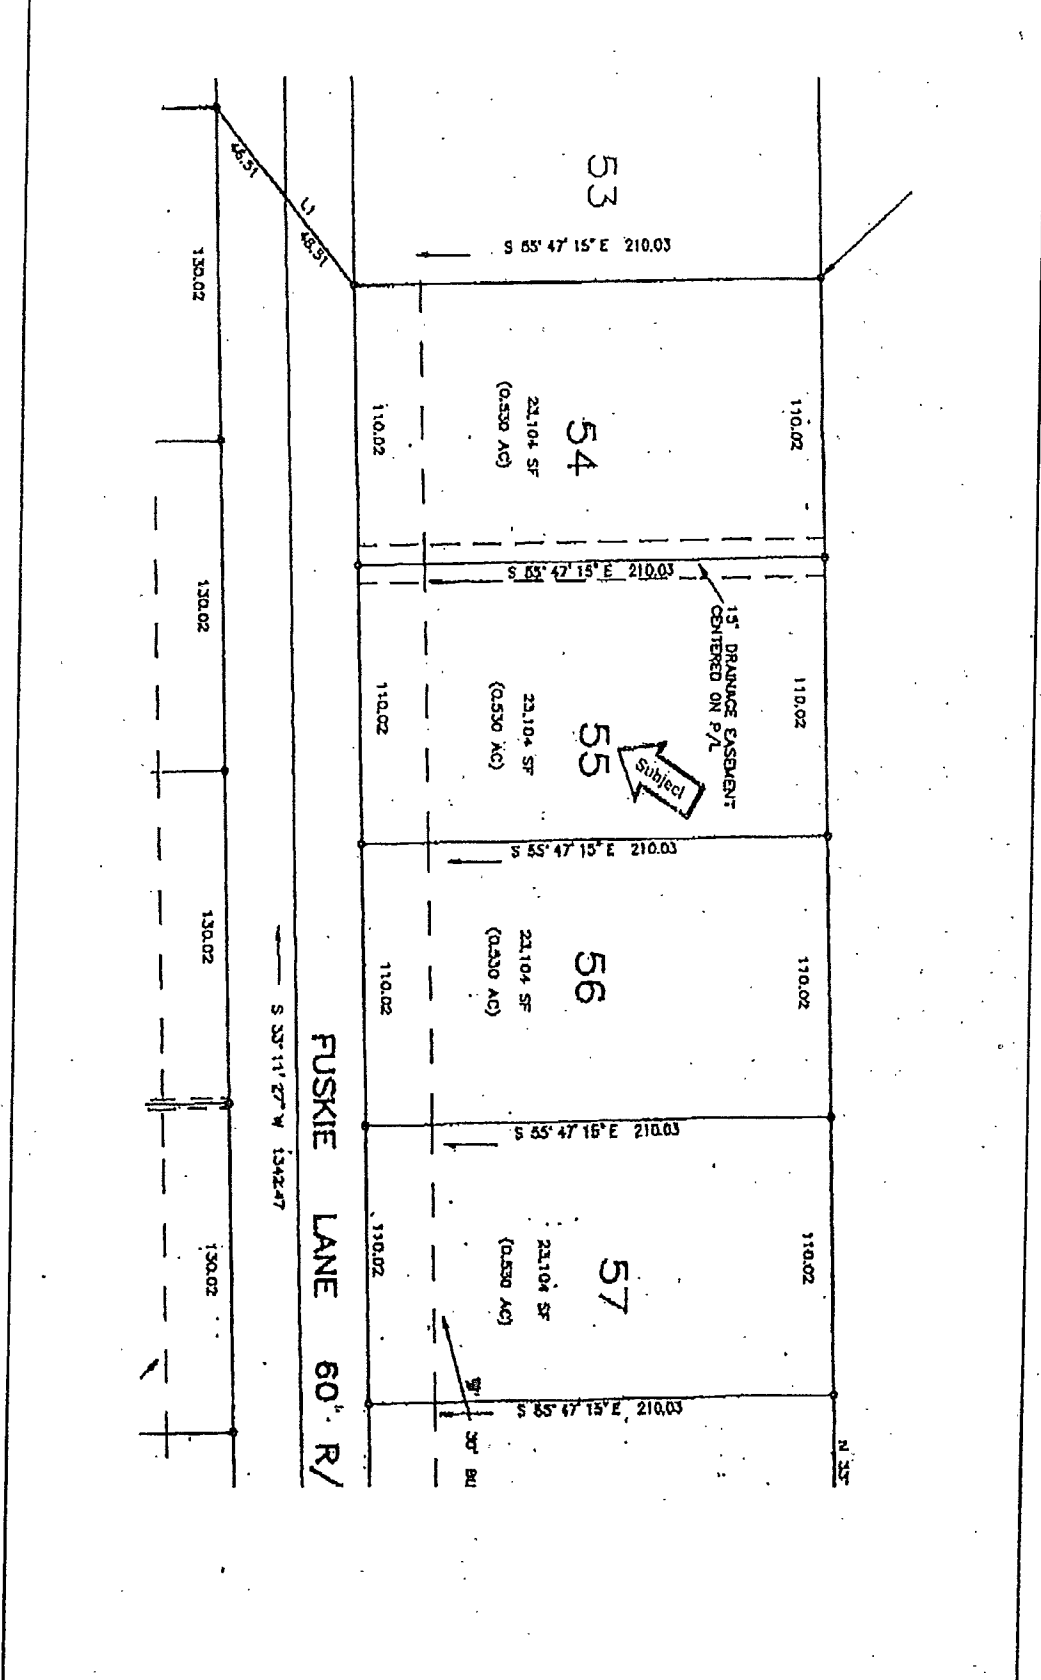 53
S 55° 47' 15" E 210.03
46.51
L1
48.51
130.02
110.02
54
23,104 SF
(0.530 AC)
110.02
S 55° 47' 15" E 210.03
15' DRAINAGE EASEMENT
CENTERED ON P/L
130.02
110.02
55
Subject
23,104 SF
(0.530 AC)
110.02
S 55° 47' 15" E 210.03
130.02
110.02
56
23,104 SF
(0.530 AC)
110.02
S 55° 47' 15" E 210.03
S 33° 11' 27" W 1342.47
FUSKIE LANE 60' R/
130.02
110.02
57
23,104 SF
(0.530 AC)
110.02
S 55° 47' 15" E 210.03
30' BU
N 33°